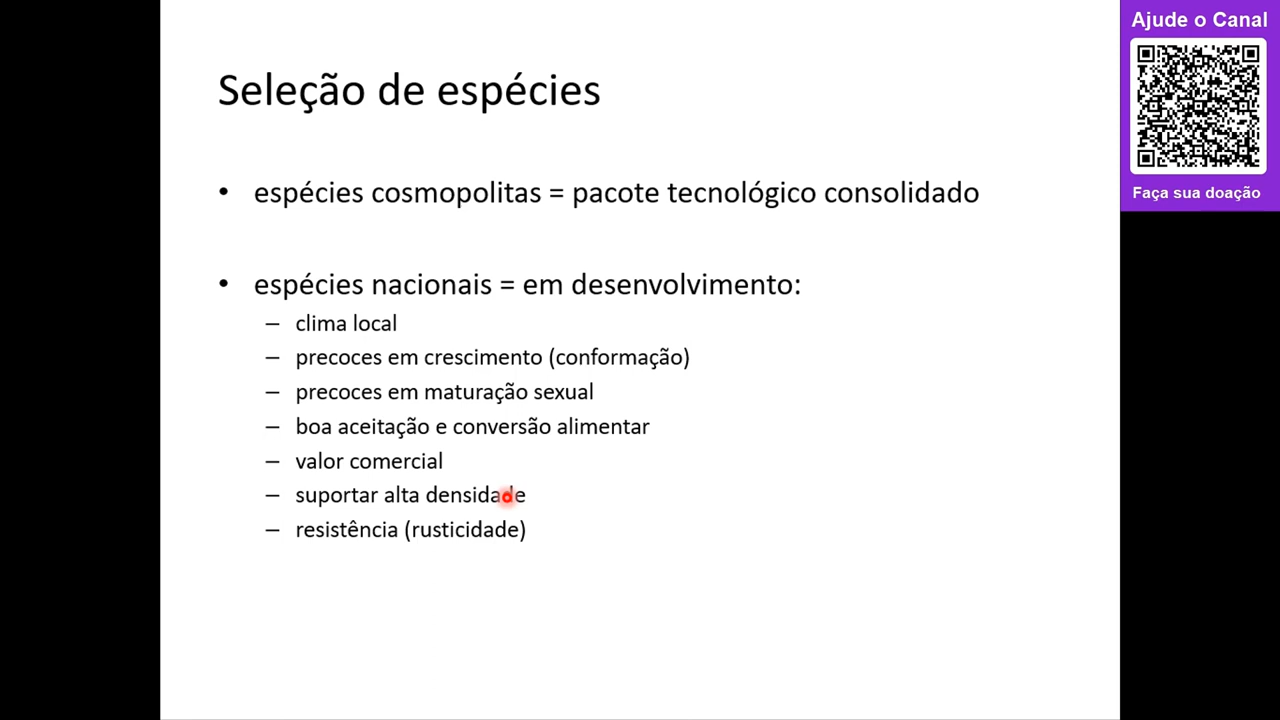 Seleção de espécies
• espécies cosmopolitas = pacote tecnológico consolidado
• espécies nacionais = em desenvolvimento:
– clima local
– precoces em crescimento (conformação)
– precoces em maturação sexual
– boa aceitação e conversão alimentar
– valor comercial
– suportar alta densidade
– resistência (rusticidade)
Ajude o Canal
Faça sua doação